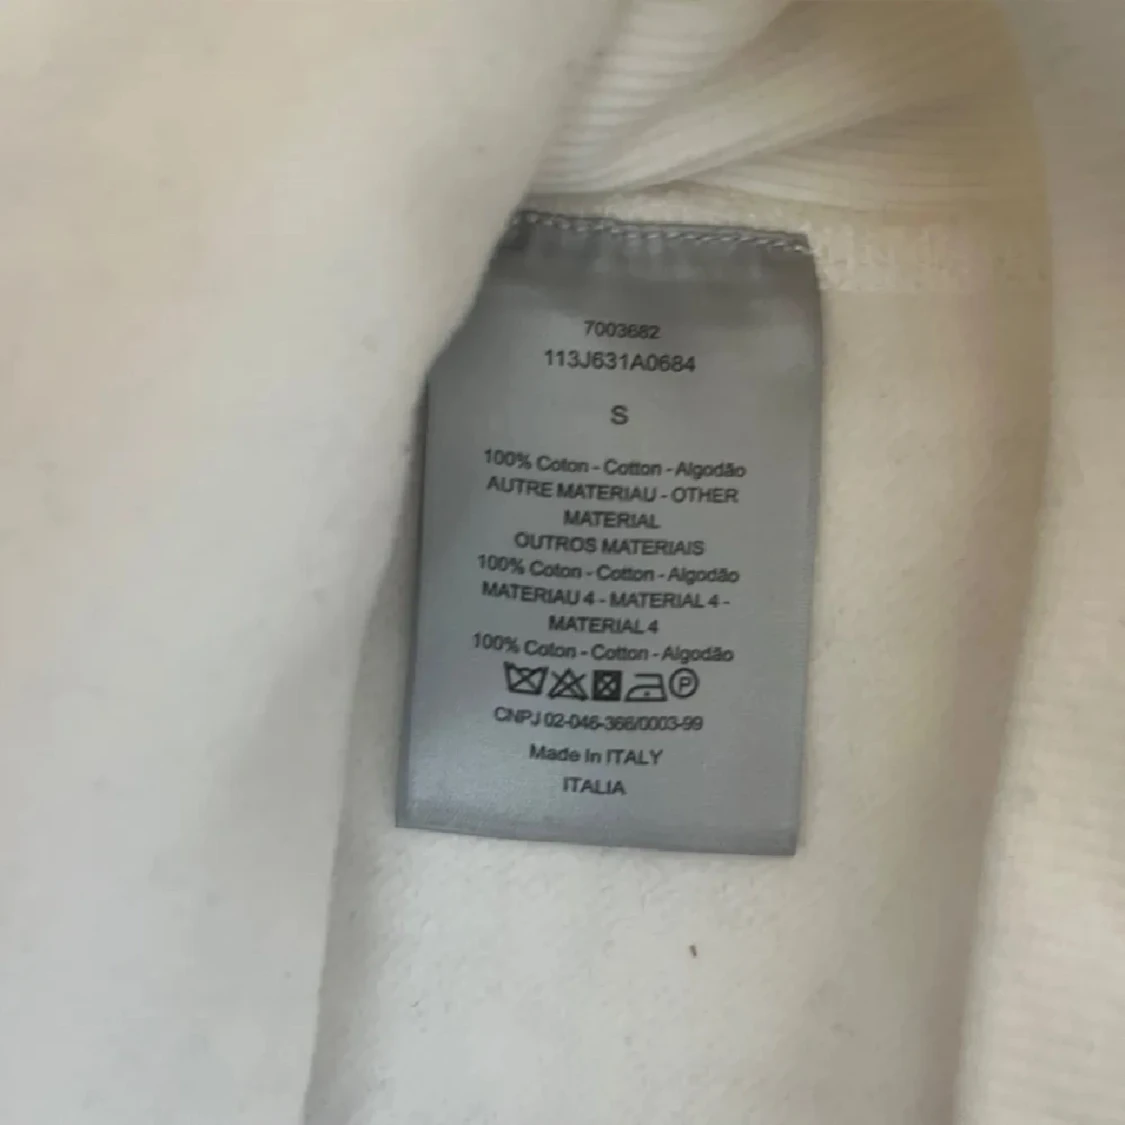 7003682
113J631A0684
S
100% Coton - Cotton - Algodão
AUTRE MATERIAU - OTHER
MATERIAL
OUTROS MATERIAIS
100% Coton - Cotton - Algodão
MATERIAU 4 - MATERIAL 4 -
MATERIAL 4
100% Coton - Cotton - Algodão
P
CNPJ 02-046-366/0003-99
Made In ITALY
ITALIA